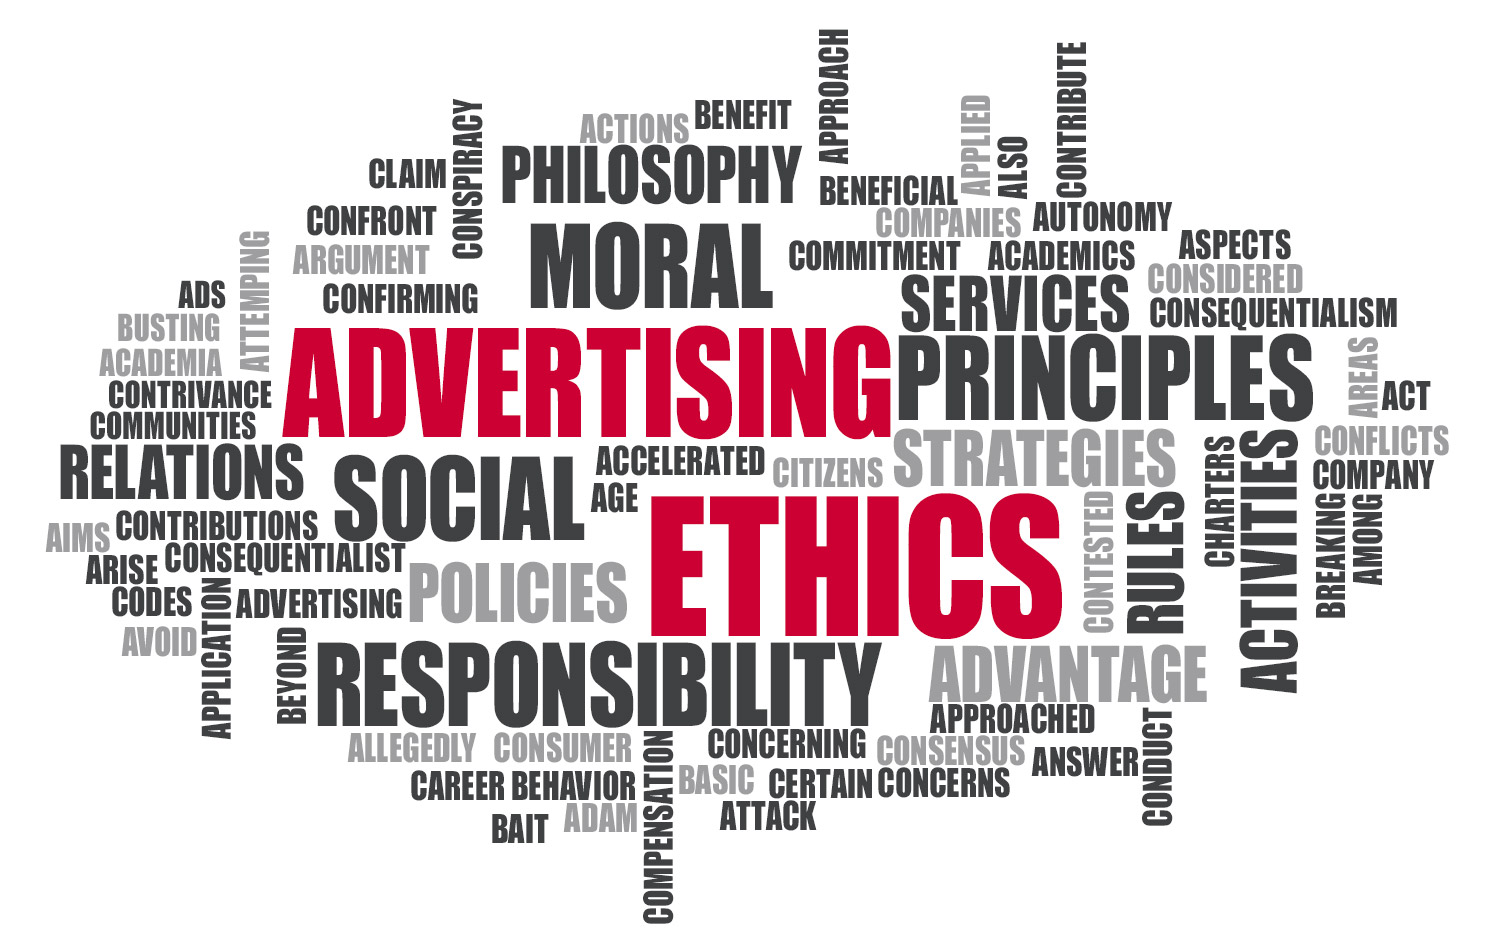 APPROACH
CONTRIBUTE
APPLIED
CONSPIRACY
ACTIONS
BENEFIT
ALSO
CLAIM
PHILOSOPHY
BENEFICIAL
CONFRONT
COMPANIES
AUTONOMY
MORAL
ATTEMPING
ARGUMENT
COMMITMENT
ACADEMICS
ASPECTS
CONSIDERED
ADS
CONFIRMING
SERVICES
CONSEQUENTIALISM
BUSTING
ACADEMIA
ADVERTISING
PRINCIPLES
AREAS
CONTRIVANCE
ACT
COMMUNITIES
STRATEGIES
CHARTERS
ACTIVITIES
CONFLICTS
RELATIONS
SOCIAL
ACCELERATED
CITIZENS
COMPANY
AGE
ETHICS
CONTESTED
RULES
BREAKING
AMONG
AIMS
CONTRIBUTIONS
ARISE
CONSEQUENTIALIST
CODES
APPLICATION
ADVERTISING
POLICIES
AVOID
BEYOND
RESPONSIBILITY
ADVANTAGE
APPROACHED
CONDUCT
ALLEGEDLY
CONSUMER
COMPENSATION
CONCERNING
CONSENSUS
ANSWER
CAREER
BEHAVIOR
BASIC
CERTAIN
CONCERNS
BAIT
ADAM
ATTACK